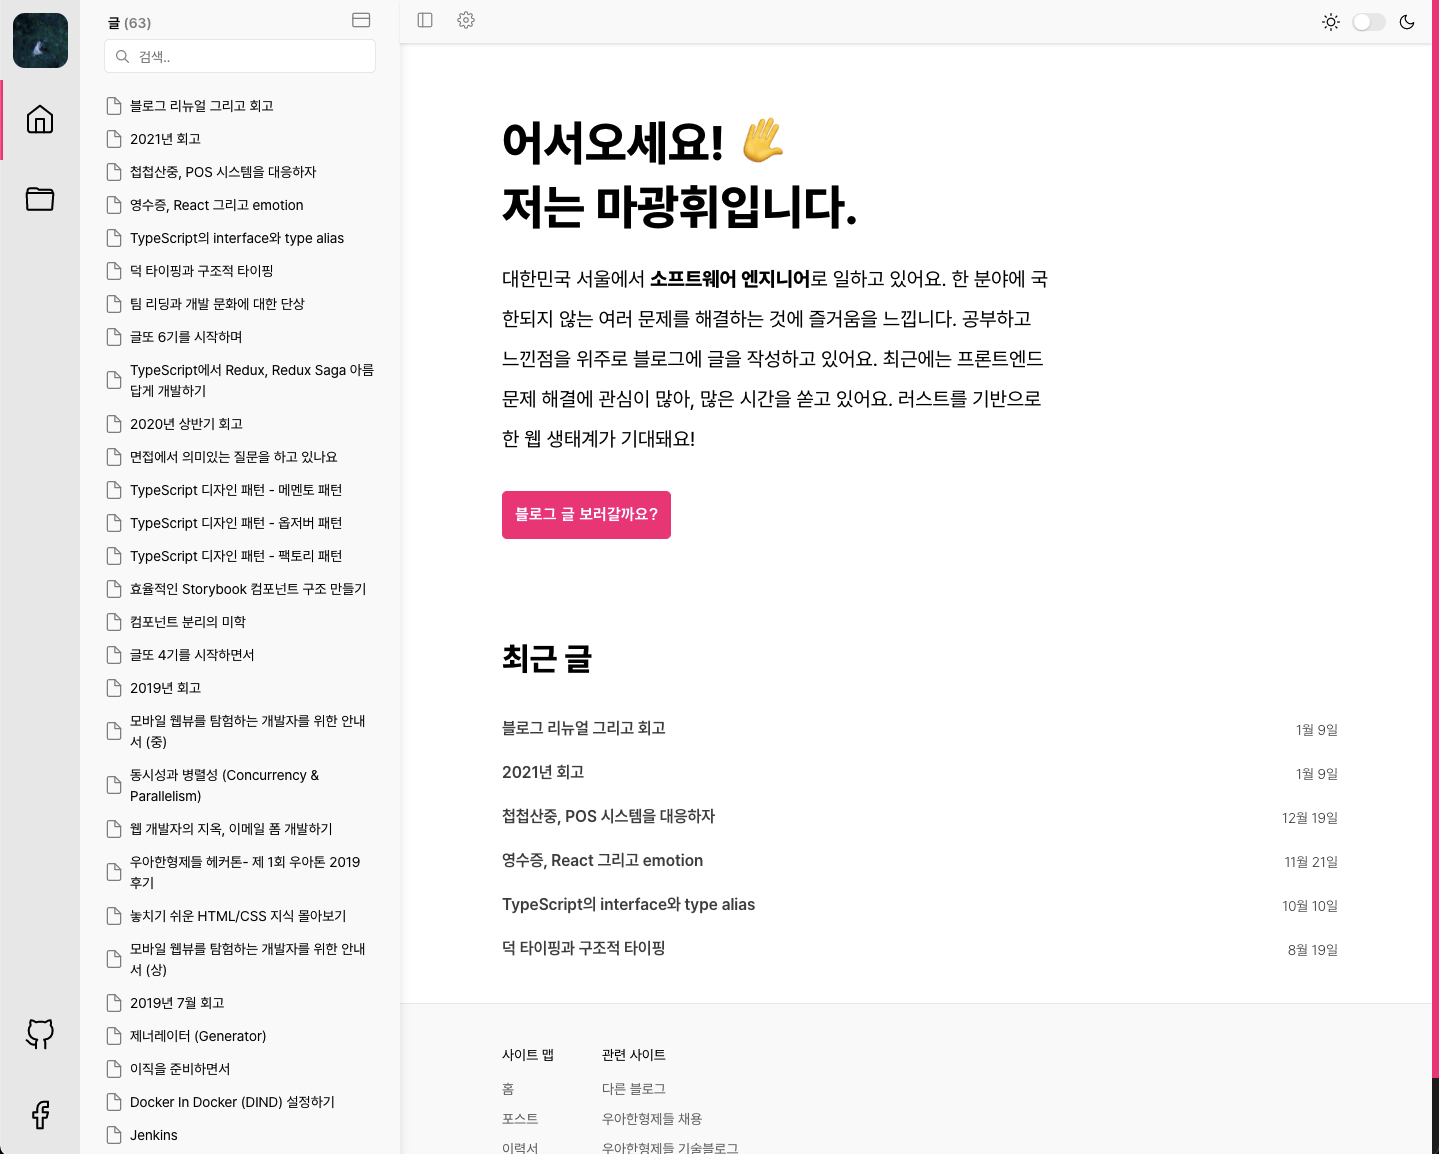 글 (63)
검색..
블로그 리뉴얼 그리고 회고
2021년 회고
첩첩산중, POS 시스템을 대응하자
영수증, React 그리고 emotion
TypeScript의 interface와 type alias
덕 타이핑과 구조적 타이핑
팀 리딩과 개발 문화에 대한 단상
글또 6기를 시작하며
TypeScript에서 Redux, Redux Saga 아름
답게 개발하기
2020년 상반기 회고
면접에서 의미있는 질문을 하고 있나요
TypeScript 디자인 패턴 - 메멘토 패턴
TypeScript 디자인 패턴 - 옵저버 패턴
TypeScript 디자인 패턴 - 팩토리 패턴
효율적인 Storybook 컴포넌트 구조 만들기
컴포넌트 분리의 미학
글또 4기를 시작하면서
2019년 회고
모바일 웹뷰를 탐험하는 개발자를 위한 안내
서 (중)
동시성과 병렬성 (Concurrency &
Parallelism)
웹 개발자의 지옥, 이메일 폼 개발하기
우아한형제들 헤커톤- 제 1회 우아톤 2019
후기
놓치기 쉬운 HTML/CSS 지식 몰아보기
모바일 웹뷰를 탐험하는 개발자를 위한 안내
서 (상)
2019년 7월 회고
제너레이터 (Generator)
이직을 준비하면서
Docker In Docker (DIND) 설정하기
Jenkins
어서오세요! ✋
저는 마광휘입니다.
대한민국 서울에서 소프트웨어 엔지니어로 일하고 있어요. 한 분야에 국
한되지 않는 여러 문제를 해결하는 것에 즐거움을 느낍니다. 공부하고
느낀점을 위주로 블로그에 글을 작성하고 있어요. 최근에는 프론트엔드
문제 해결에 관심이 많아, 많은 시간을 쏟고 있어요. 러스트를 기반으로
한 웹 생태계가 기대돼요!
블로그 글 보러갈까요?
최근 글
블로그 리뉴얼 그리고 회고 1월 9일
2021년 회고 1월 9일
첩첩산중, POS 시스템을 대응하자 12월 19일
영수증, React 그리고 emotion 11월 21일
TypeScript의 interface와 type alias 10월 10일
덕 타이핑과 구조적 타이핑 8월 19일
사이트 맵
홈
포스트
이력서
관련 사이트
다른 블로그
우아한형제들 채용
우아한형제들 기술블로그